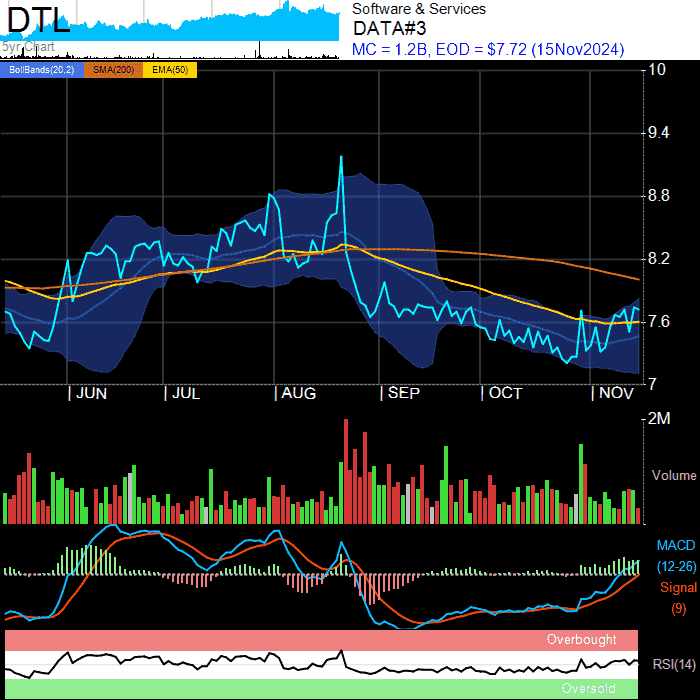 DTL
5yr Chart
Software & Services
DATA#3
MC = 1.2B, EOD = $7.72 (15Nov2024)
BollBands(20,2) SMA(200) EMA(50)
10
9.4
8.8
8.2
7.6
7
JUN JUL AUG SEP OCT NOV
2M
Volume
MACD
(12-26)
Signal
(9)
Overbought
RSI(14)
Oversold